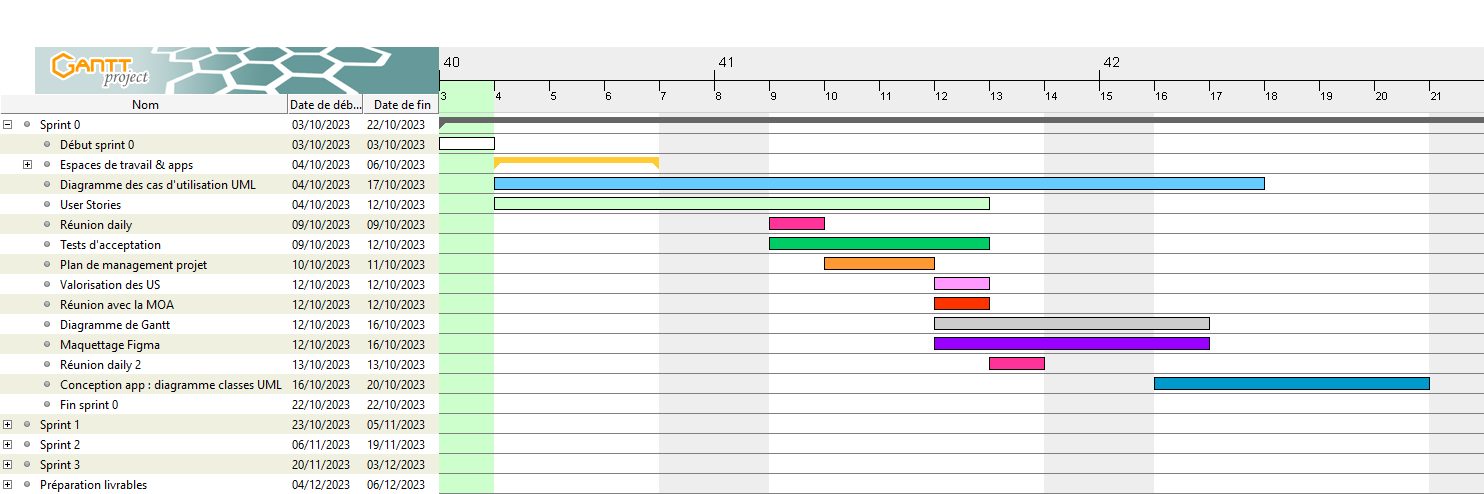 GANTT
project
40 41 42
3 4 5 6 7 8 9 10 11 12 13 14 15 16 17 18 19 20 21
Nom Date de déb... Date de fin
Sprint 0 03/10/2023 22/10/2023
Début sprint 0 03/10/2023 03/10/2023
Espaces de travail & apps 04/10/2023 06/10/2023
Diagramme des cas d'utilisation UML 04/10/2023 17/10/2023
User Stories 04/10/2023 12/10/2023
Réunion daily 09/10/2023 09/10/2023
Tests d'acceptation 09/10/2023 12/10/2023
Plan de management projet 10/10/2023 11/10/2023
Valorisation des US 12/10/2023 12/10/2023
Réunion avec la MOA 12/10/2023 12/10/2023
Diagramme de Gantt 12/10/2023 16/10/2023
Maquettage Figma 12/10/2023 16/10/2023
Réunion daily 2 13/10/2023 13/10/2023
Conception app : diagramme classes UML 16/10/2023 20/10/2023
Fin sprint 0 22/10/2023 22/10/2023
Sprint 1 23/10/2023 05/11/2023
Sprint 2 06/11/2023 19/11/2023
Sprint 3 20/11/2023 03/12/2023
Préparation livrables 04/12/2023 06/12/2023